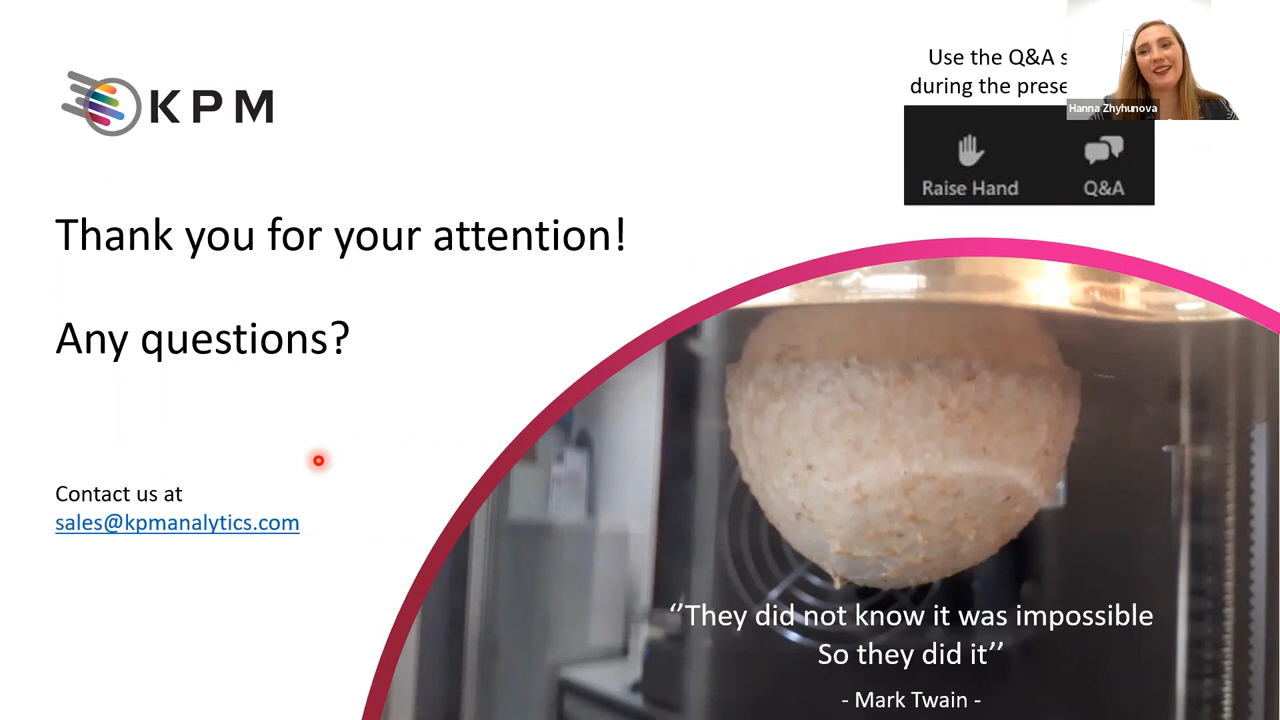 KPM
Use the Q&A
during the
Hanna Zhyhunova
Raise Hand
Q&A
Thank you for your attention!
Any questions?
Contact us at
sales@kpmanalytics.com
‘’They did not know it was impossible
So they did it’’
- Mark Twain -